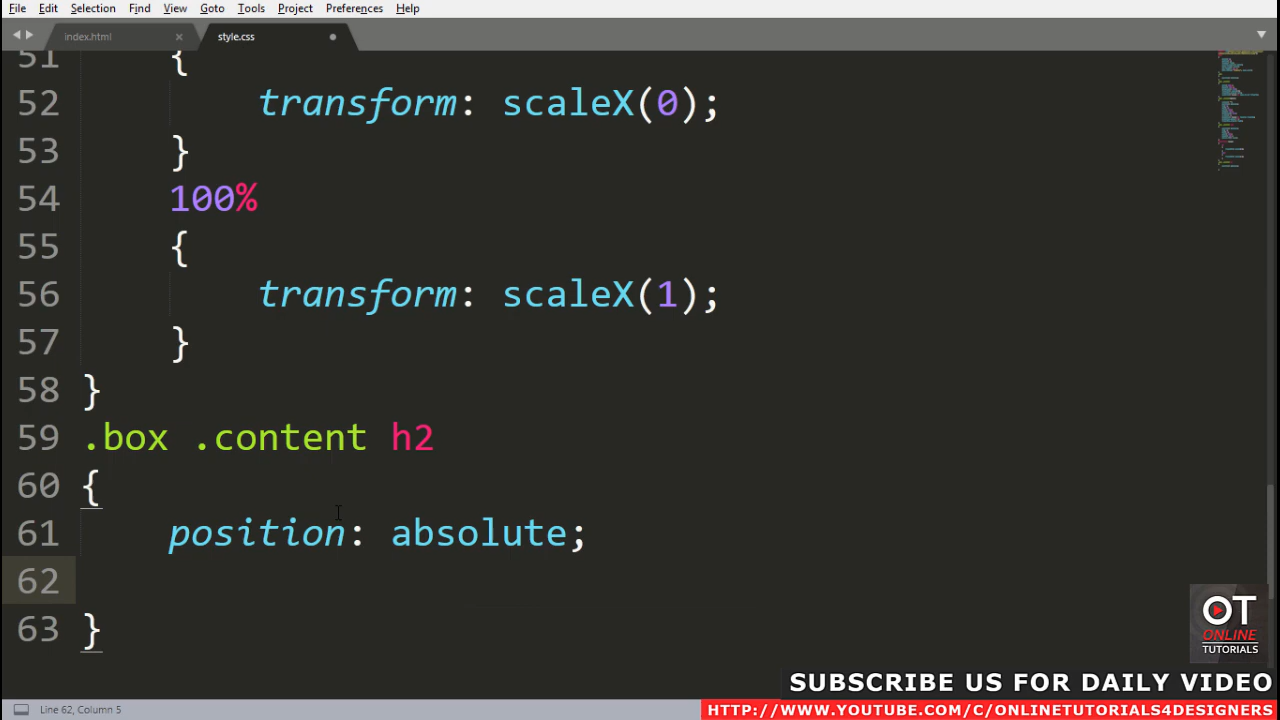 File Edit Selection Find View Goto Tools Project Preferences Help
index.html × style.css
51 {
52 transform: scaleX(0);
53 }
54 100%
55 {
56 transform: scaleX(1);
57 }
58 }
59 .box .content h2
60 {
61 position: absolute;
62
63 }
OT
ONLINE
TUTORIALS
SUBSCRIBE US FOR DAILY VIDEO
Line 62, Column 5
HTTP://WWW.YOUTUBE.COM/C/ONLINETUTORIALS4DESIGNERS